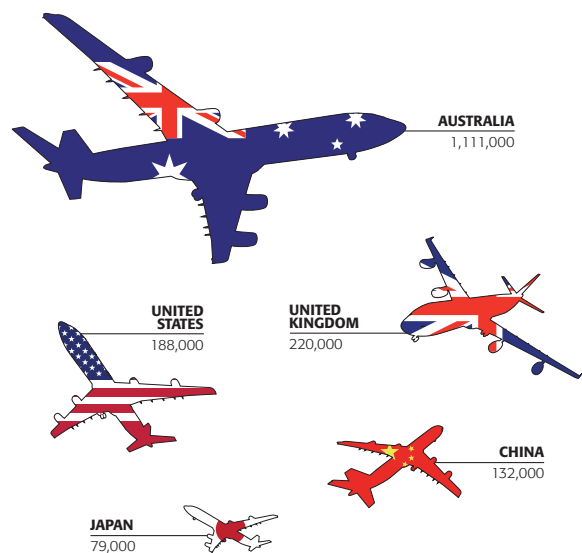 AUSTRALIA
1,111,000
UNITED
STATES
188,000
UNITED
KINGDOM
220,000
CHINA
132,000
JAPAN
79,000